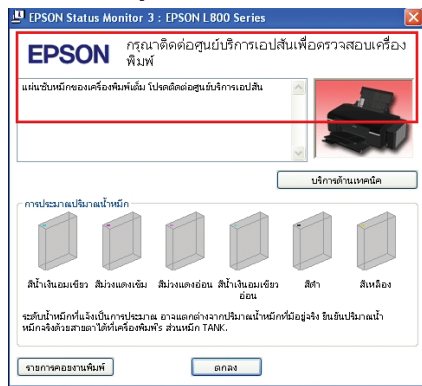 EPSON Status Monitor 3 : EPSON L800 Series
EPSON
กรุณาติดต่อศูนย์บริการเอปสันเพื่อตรวจสอบเครื่อง
พิมพ์
แผ่นซับหมึกของเครื่องพิมพ์เต็ม โปรดติดต่อศูนย์บริการเอปสัน
บริการด้านเทคนิค
การประมาณปริมาณน้ำหมึก
สีน้ำเงินอมเขียว สีม่วงแดงเข้ม สีม่วงแดงอ่อน สีน้ำเงินอมเขียว สีดำ สีเหลือง
อ่อน
ระดับน้ำหมึกที่แจ้งเป็นการประมาณ อาจแตกต่างจากปริมาณน้ำหมึกที่มีอยู่จริง ยืนยันปริมาณน้ำ
หมึกจริงด้วยสายตาได้ที่เครื่องพิมพ์'s ส่วนหมึก TANK.
รายการคอยงานพิมพ์
ตกลง